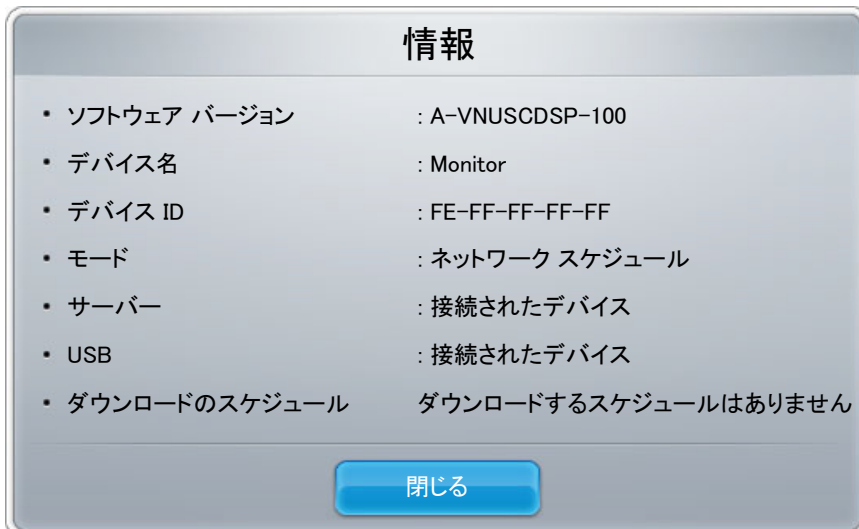 情報
・ ソフトウェア バージョン : A-VNUSCDSP-100
・ デバイス名 : Monitor
・ デバイス ID : FE-FF-FF-FF-FF
・ モード : ネットワーク スケジュール
・ サーバー : 接続されたデバイス
・ USB : 接続されたデバイス
・ ダウンロードのスケジュール ダウンロードするスケジュールはありません
閉じる